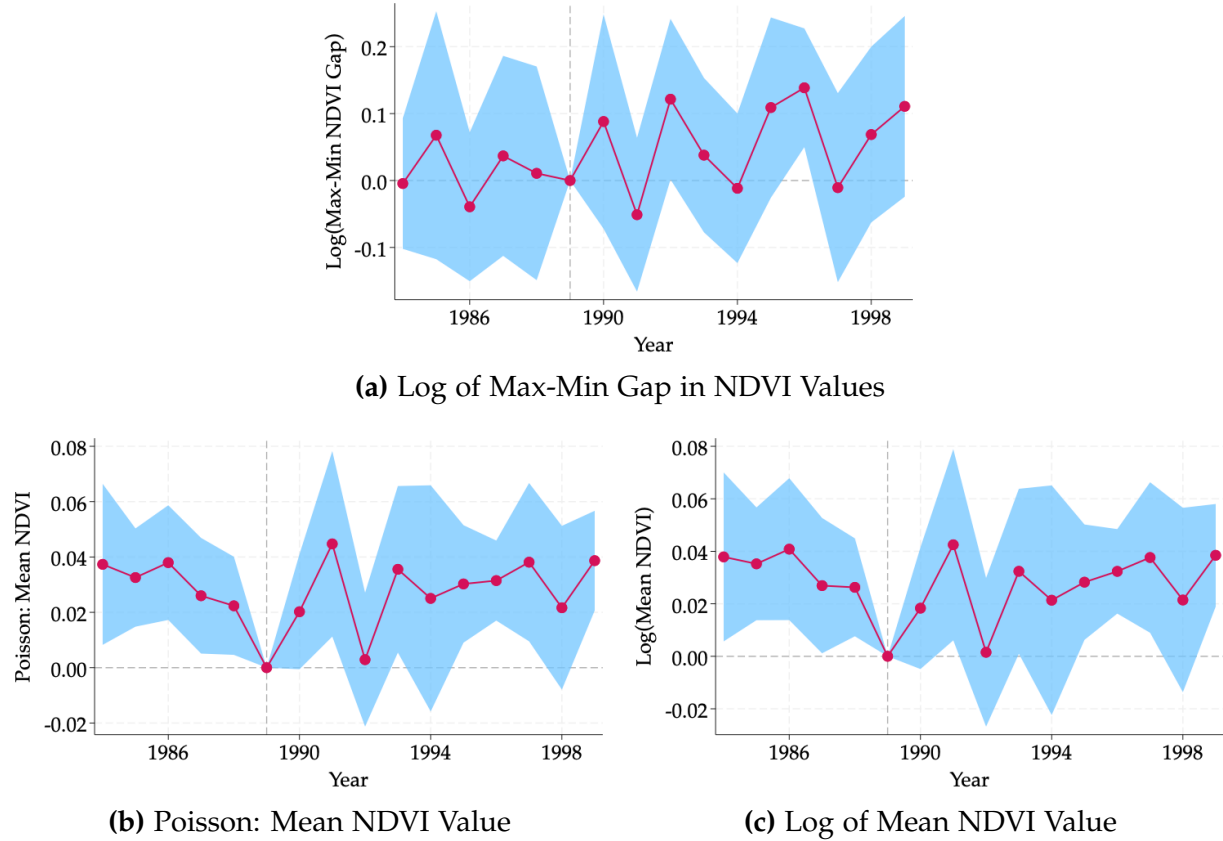 Log(Max-Min NDVI Gap)
0.2
0.1
0.0
-0.1
1986 1990 1994 1998
Year
(a) Log of Max-Min Gap in NDVI Values
Poisson: Mean NDVI
0.08
0.06
0.04
0.02
0.00
-0.02
1986 1990 1994 1998
Year
(b) Poisson: Mean NDVI Value
Log(Mean NDVI)
0.08
0.06
0.04
0.02
0.00
-0.02
1986 1990 1994 1998
Year
(c) Log of Mean NDVI Value